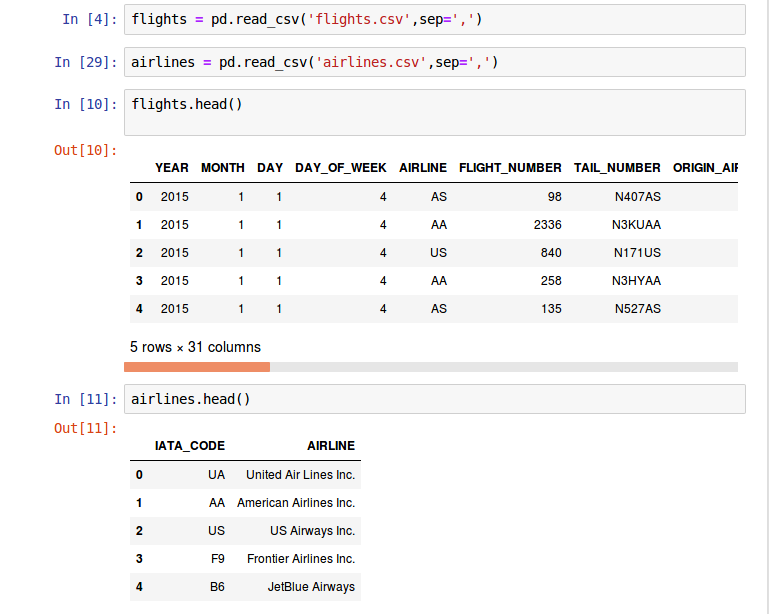 In [4]: flights = pd.read_csv('flights.csv',sep=',')
In [29]: airlines = pd.read_csv('airlines.csv',sep=',')
In [10]: flights.head()
Out[10]:
YEAR MONTH DAY DAY_OF_WEEK AIRLINE FLIGHT_NUMBER TAIL_NUMBER ORIGIN_AIR
0 2015 1 1 4 AS 98 N407AS
1 2015 1 1 4 AA 2336 N3KUAA
2 2015 1 1 4 US 840 N171US
3 2015 1 1 4 AA 258 N3HYAA
4 2015 1 1 4 AS 135 N527AS
5 rows × 31 columns
In [11]: airlines.head()
Out[11]:
IATA_CODE AIRLINE
0 UA United Air Lines Inc.
1 AA American Airlines Inc.
2 US US Airways Inc.
3 F9 Frontier Airlines Inc.
4 B6 JetBlue Airways